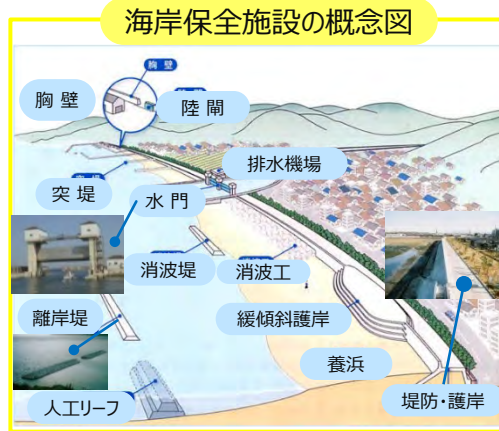 海岸保全施設の概念図
胸 壁
胸 壁
陸 閘
排水機場
突 堤
水 門
消波堤
消波工
離岸堤
緩傾斜護岸
養浜
人工リーフ
堤防・護岸